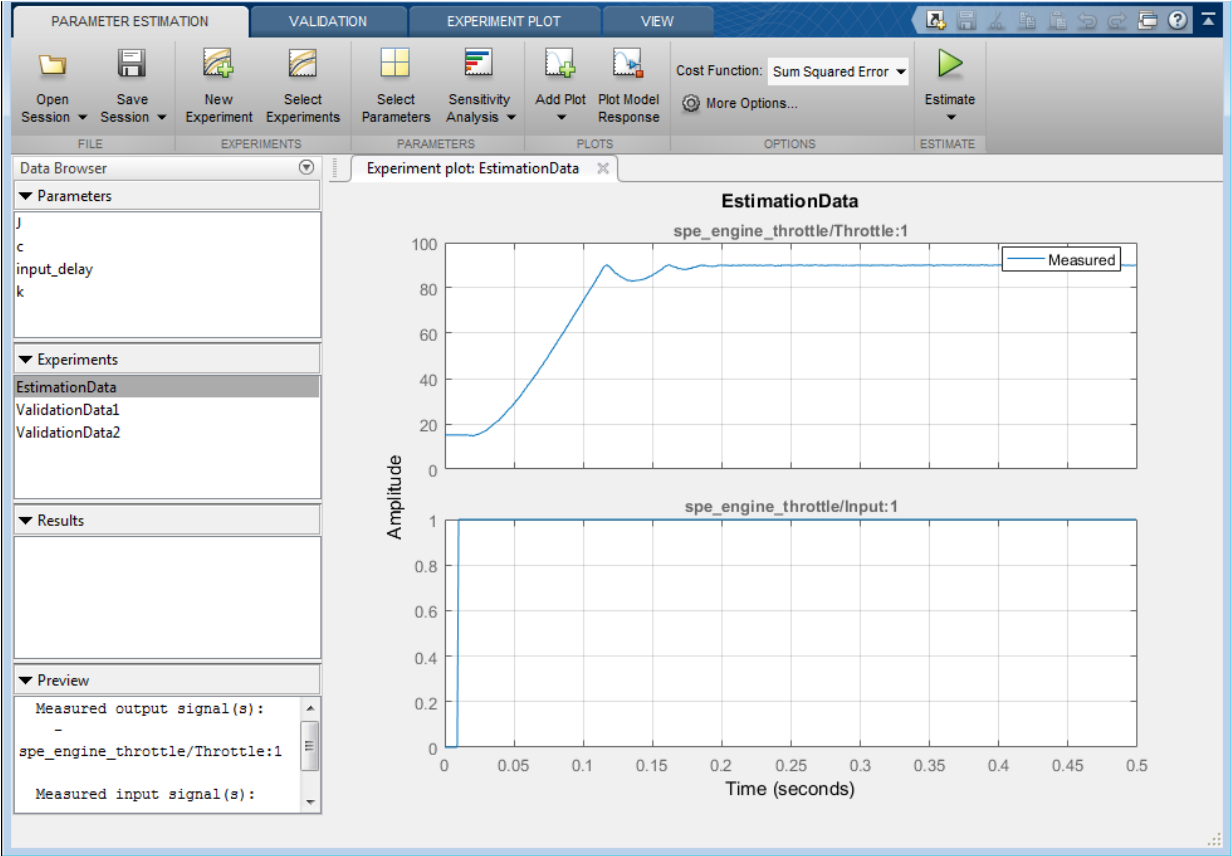 PARAMETER ESTIMATION VALIDATION EXPERIMENT PLOT VIEW
Open Session Save Session New Experiment Select Experiments Select Parameters Sensitivity Analysis Add Plot Plot Model Response Cost Function: Sum Squared Error Estimate
More Options...
FILE EXPERIMENTS PARAMETERS PLOTS OPTIONS ESTIMATE
Data Browser
Parameters
J
c
input_delay
k
Experiments
EstimationData
ValidationData1
ValidationData2
Results
Preview
Measured output signal(s):
-
spe_engine_throttle/Throttle:1
Measured input signal(s):
Experiment plot: EstimationData
EstimationData
spe_engine_throttle/Throttle:1
Measured
100
80
60
40
20
0
Amplitude
spe_engine_throttle/Input:1
1
0.8
0.6
0.4
0.2
0
0 0.05 0.1 0.15 0.2 0.25 0.3 0.35 0.4 0.45 0.5
Time (seconds)